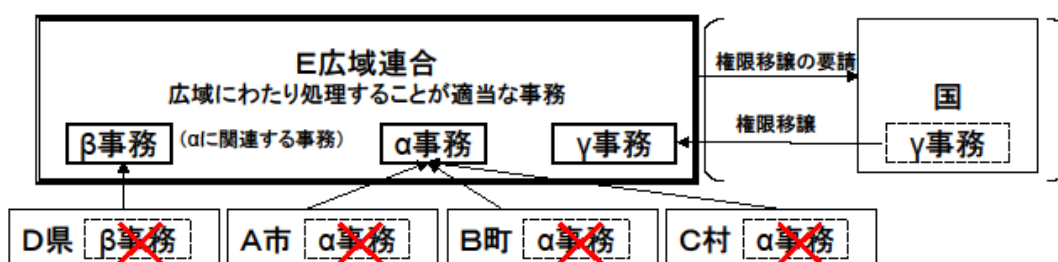 E広域連合
広域にわたり処理することが適当な事務
β事務 (αに関連する事務) α事務 γ事務
権限移譲の要請
権限移譲
国
γ事務
D県 β事務 A市 α事務 B町 α事務 C村 α事務